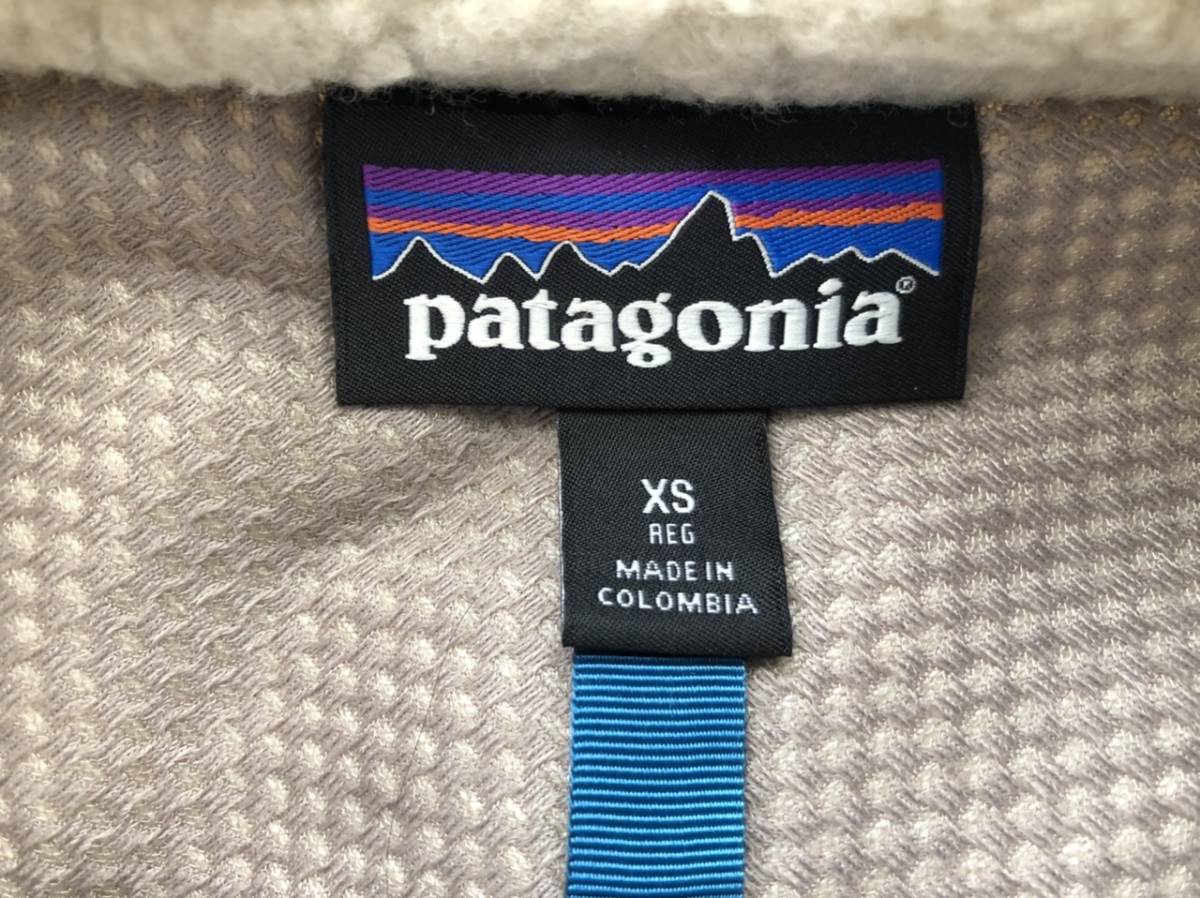 patagonia®
XS
REG
MADE IN
COLOMBIA